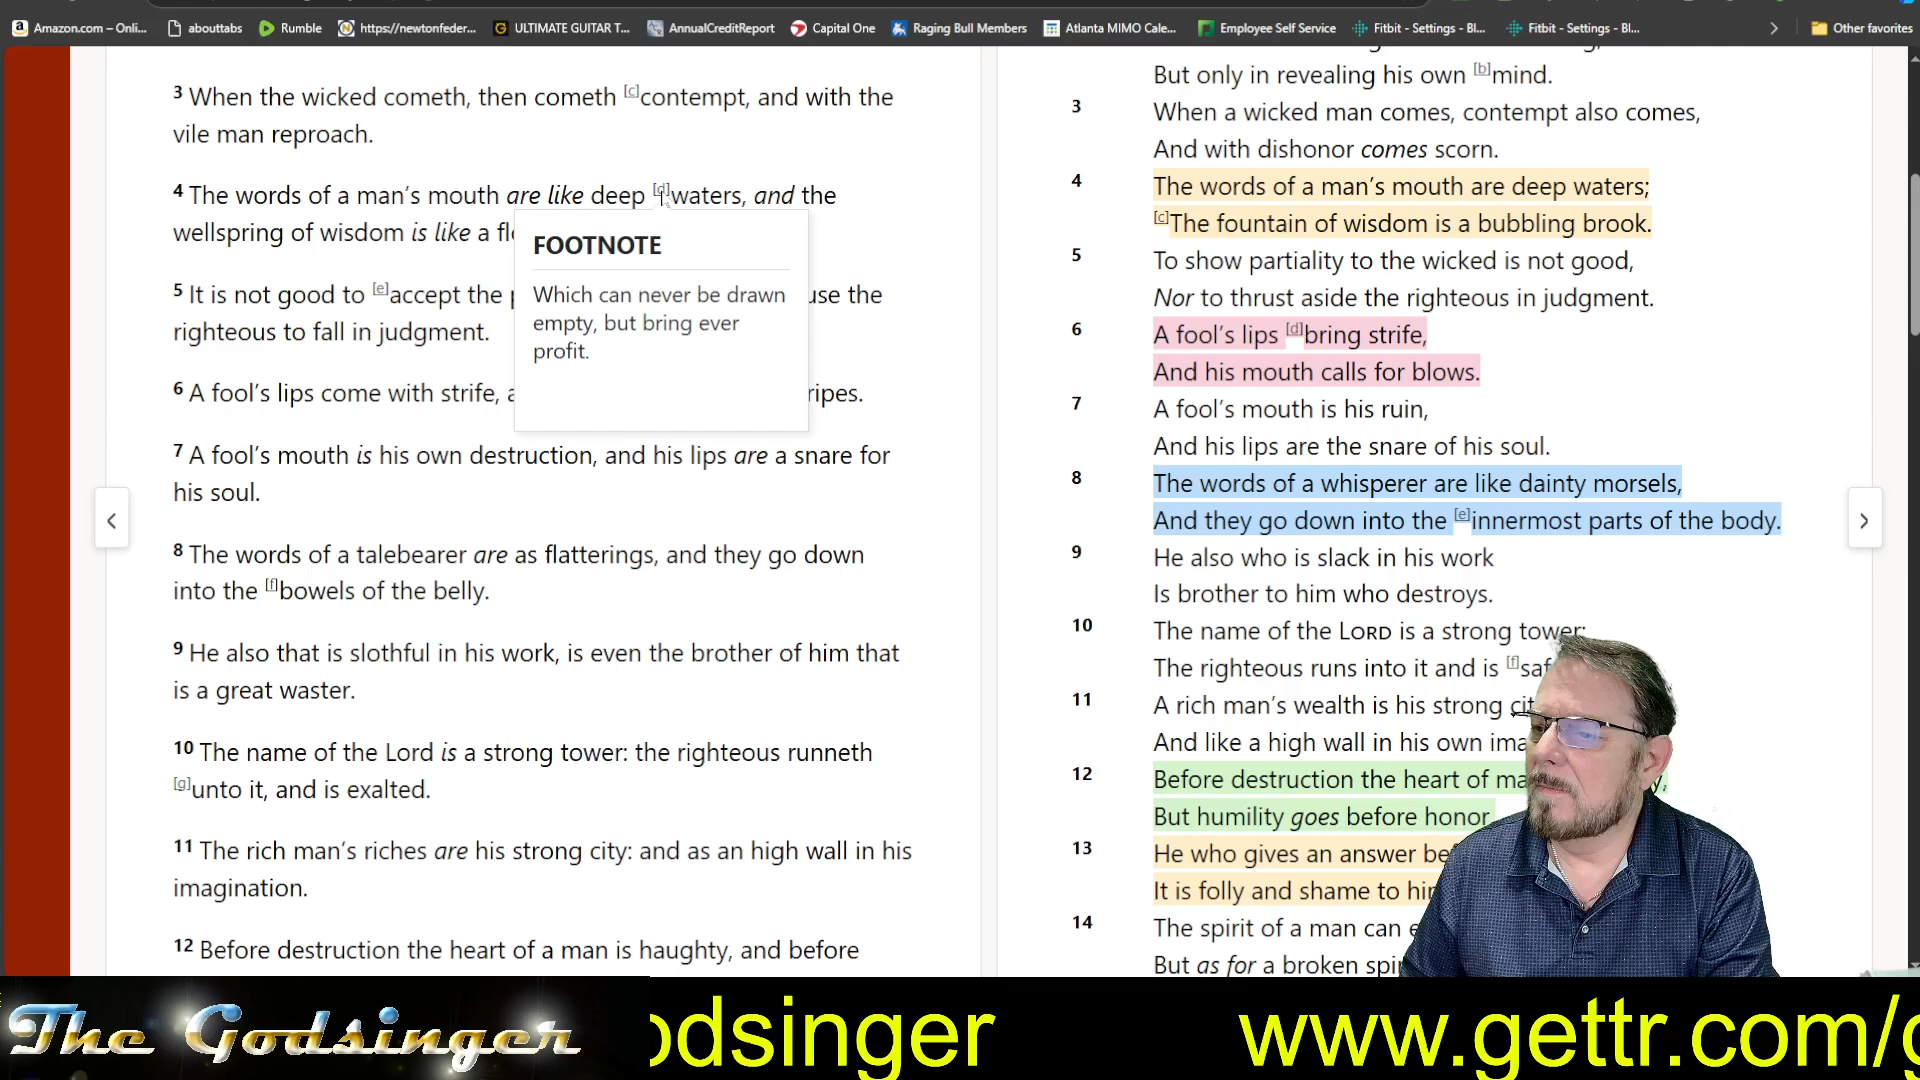 Amazon.com – Onli...
abouttabs
Rumble
https://newtonfeder...
ULTIMATE GUITAR T...
AnnualCreditReport
Capital One
Raging Bull Members
Atlanta MIMO Cale...
Employee Self Service
Fitbit - Settings - Bl...
Fitbit - Settings - Bl...
Other favorites
3 When the wicked cometh, then cometh [c]contempt, and with the
vile man reproach.
4 The words of a man’s mouth are like deep [d]waters, and the
wellspring of wisdom is like a
5 It is not good to [e]accept the
use the
righteous to fall in judgment.
6 A fool’s lips come with strife,
7 A fool’s mouth is his own destruction, and his lips are a snare for
his soul.
8 The words of a talebearer are as flatterings, and they go down
into the [f]bowels of the belly.
9 He also that is slothful in his work, is even the brother of him that
is a great waster.
10 The name of the Lord is a strong tower: the righteous runneth
[g]unto it, and is exalted.
11 The rich man’s riches are his strong city: and as an high wall in his
imagination.
12 Before destruction the heart of a man is haughty, and before
FOOTNOTE
Which can never be drawn
empty, but bring ever
profit.
But only in revealing his own [b]mind.
3 When a wicked man comes, contempt also comes,
And with dishonor comes scorn.
4 The words of a man’s mouth are deep waters;
[c]The fountain of wisdom is a bubbling brook.
5 To show partiality to the wicked is not good,
Nor to thrust aside the righteous in judgment.
6 A fool’s lips [d]bring strife,
And his mouth calls for blows.
7 A fool’s mouth is his ruin,
And his lips are the snare of his soul.
8 The words of a whisperer are like dainty morsels,
And they go down into the [e]innermost parts of the body.
9 He also who is slack in his work
Is brother to him who destroys.
10 The name of the LORD is a strong tower;
The righteous runs into it and is [f]
11 A rich man’s wealth is his strong
And like a high wall in his own
12 Before destruction the heart of
But humility goes before honor
13 He who gives an answer
It is folly and shame to
14 The spirit of a man can
But as for a broken
The Godsinger
odsinger
www.gettr.com/g